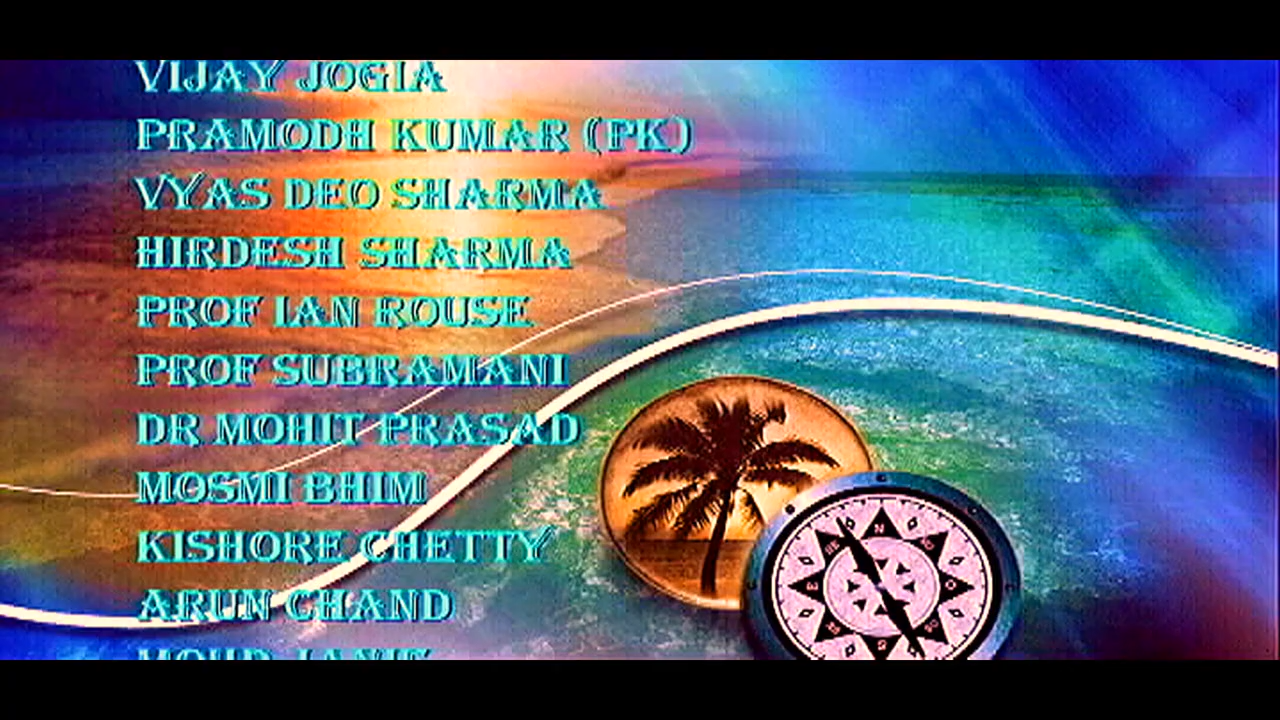 VIJAY JOGIA
PRAMODH KUMAR (PK)
VYAS DEO SHARMA
HIRDESH SHARMA
PROF IAN ROUSE
PROF SUBRAMANI
DR MOHIT PRASAD
MOSMI BHIM
KISHORE CHETTY
ARUN CHAND
MOHD